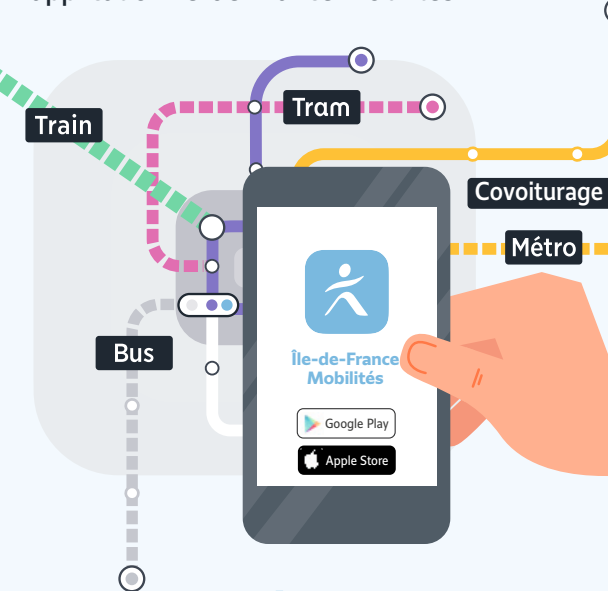 Train
Tram
Covoiturage
Métro
Bus
Île-de-France
Mobilités
Google Play
Apple Store